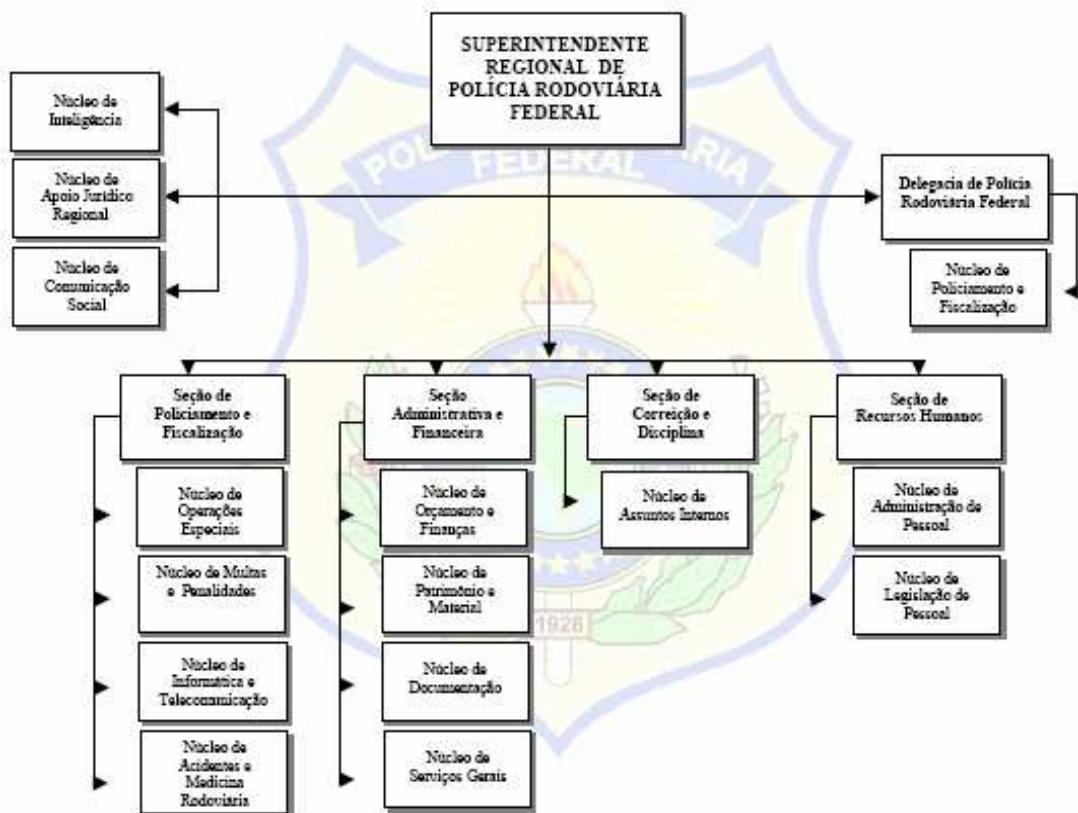 SUPERINTENDENTE
REGIONAL DE
POLÍCIA RODOVIÁRIA
FEDERAL
Núcleo de
Inteligência
Núcleo de
Apoio Jurídico
Regional
Núcleo de
Comunicação
Social
FEDERAL
Delegacia de Polícia
Rodoviária Federal
Núcleo de
Policiamento e
Fiscalização
Seção de
Policiamento e
Fiscalização
Núcleo de
Operações
Especiais
Núcleo de Multas
e Penalidades
Núcleo de
Informática e
Telecomunicação
Núcleo de
Acidentes e
Medicina
Rodoviária
Seção
Administrativa e
Financeira
Núcleo de
Orçamento e
Finanças
Núcleo de
Patrimônio e
Material
Núcleo de
Documentação
Núcleo de
Serviços Gerais
Seção de
Correição e
Disciplina
Núcleo de
Assuntos Internos
Seção de
Recursos Humanos
Núcleo de
Administração de
Pessoal
Núcleo de
Legislação de
Pessoal
1928